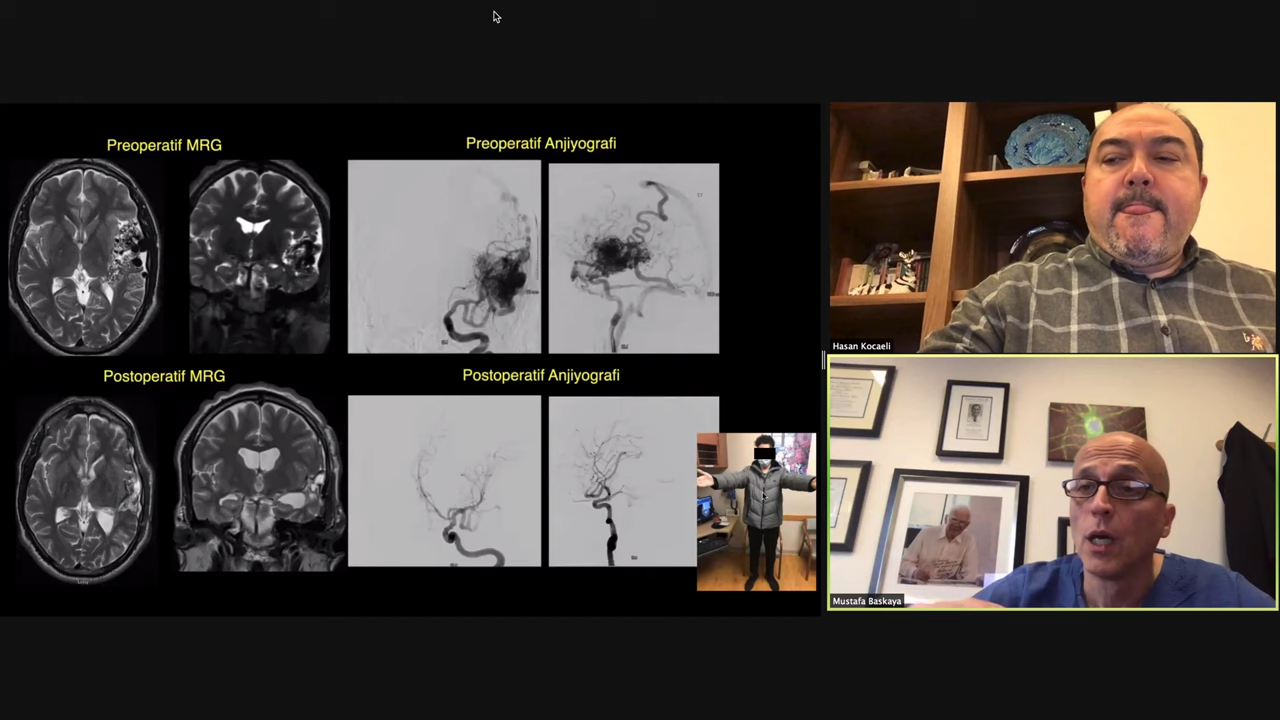 Preoperatif MRG
Preoperatif Anjiyografi
Postoperatif MRG
Postoperatif Anjiyografi
Hasan Kocaeli
Mustafa Baskaya